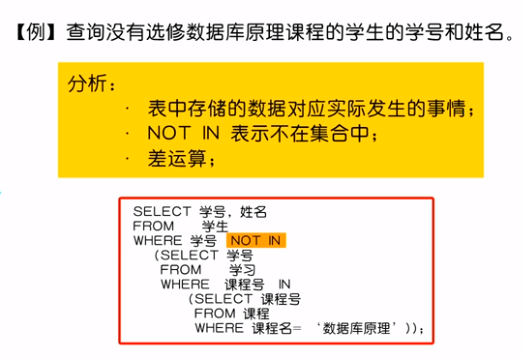 【例】查询没有选修数据库原理课程的学生的学号和姓名。
分析：
· 表中存储的数据对应实际发生的事情；
· NOT IN 表示不在集合中；
· 差运算；
SELECT 学号，姓名
FROM 学生
WHERE 学号 NOT IN
(SELECT 学号
FROM 学习
WHERE 课程号 IN
(SELECT 课程号
FROM 课程
WHERE 课程名= ‘数据库原理’));